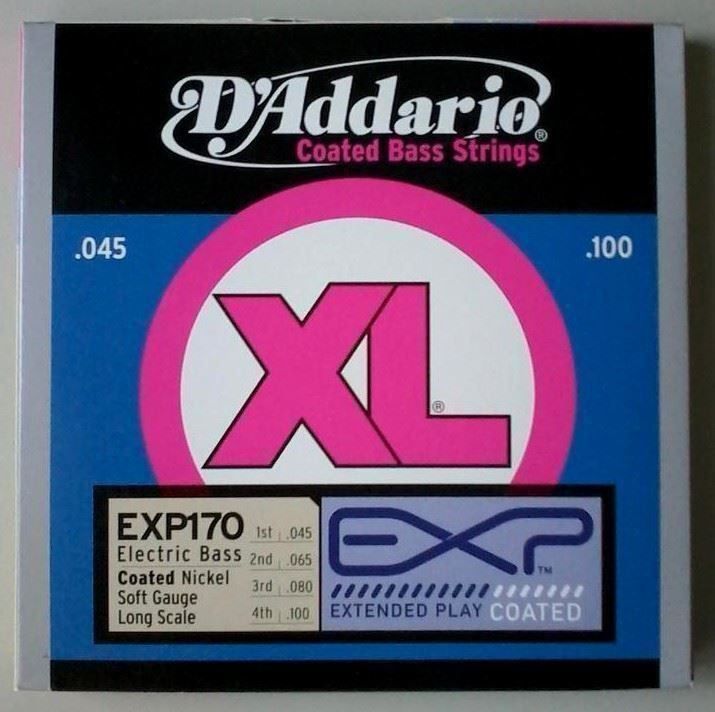 D'Addario®
Coated Bass Strings
.045
.100
XL®
EXP170
Electric Bass
Coated Nickel
Soft Gauge
Long Scale
1st .045
2nd .065
3rd .080
4th .100
EXP™
EXTENDED PLAY COATED